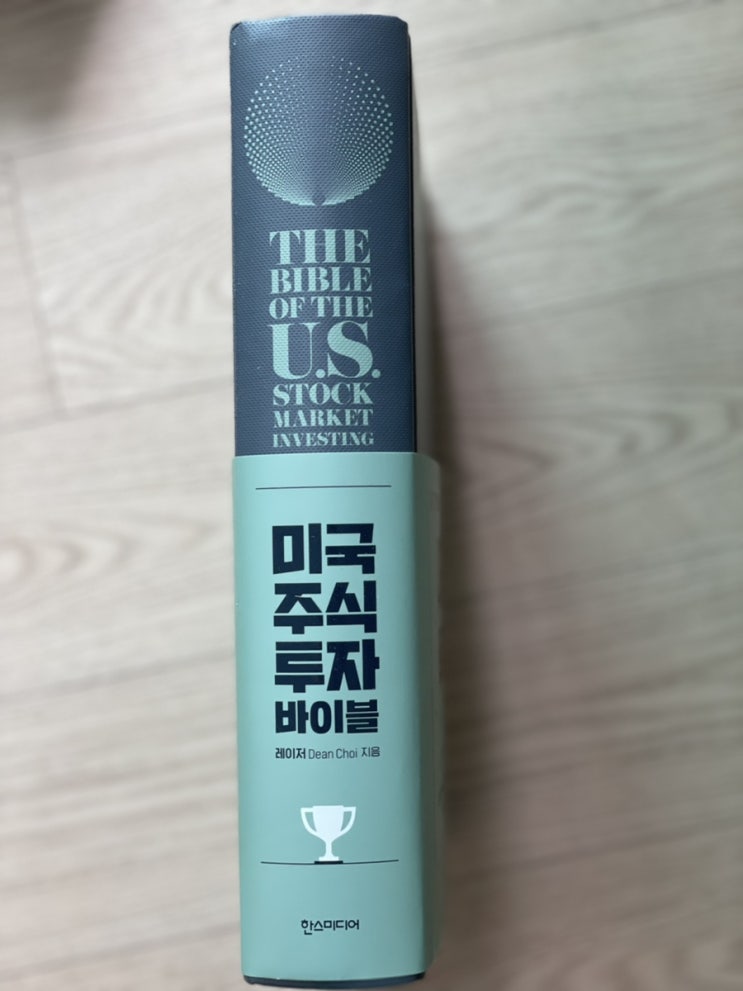 THE
BIBLE
OF THE
U.S.
STOCK
MARKET
INVESTING
미국
주식
투자
바이블
레이저 Dean Choi 지음
한스미디어